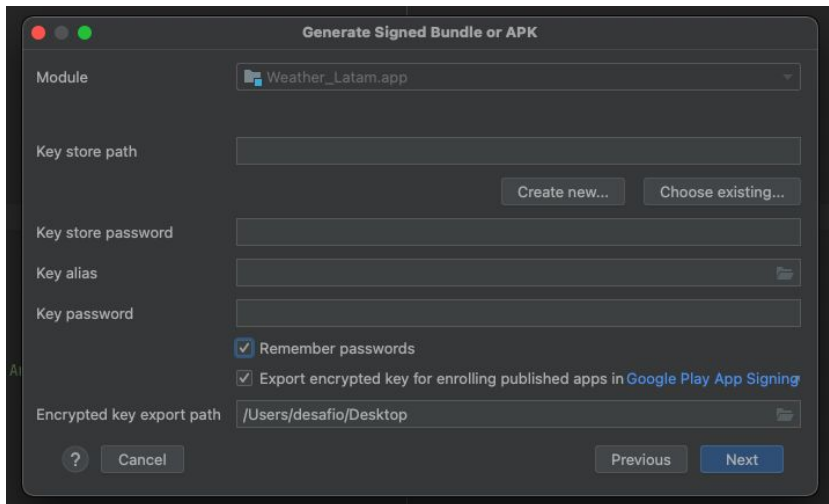 Generate Signed Bundle or APK
Module
Weather_Latam.app
Key store path
Create new... Choose existing...
Key store password
Key alias
Key password
Remember passwords
Export encrypted key for enrolling published apps in Google Play App Signing
Encrypted key export path /Users/desafio/Desktop
? Cancel Previous Next